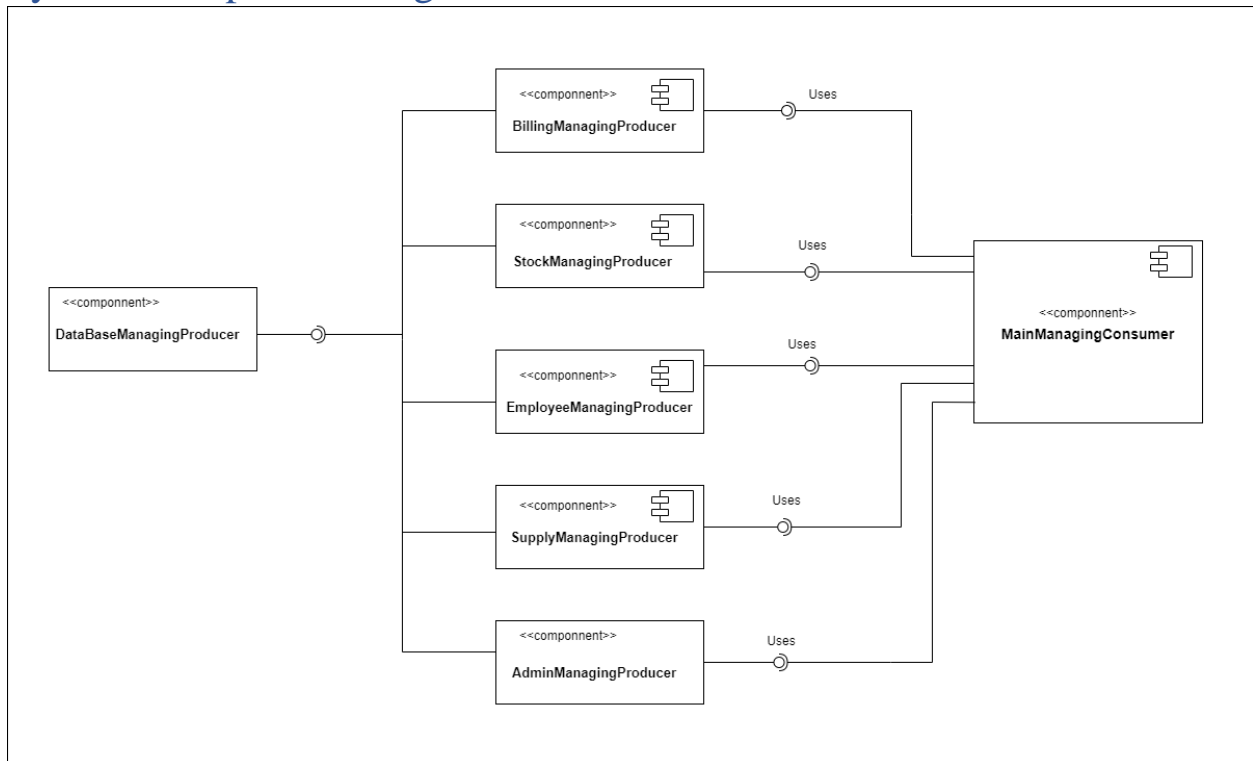 <<componnent>>
BillingManagingProducer
Uses
<<componnent>>
StockManagingProducer
Uses
<<componnent>>
DataBaseManagingProducer
<<componnent>>
MainManagingConsumer
<<componnent>>
EmployeeManagingProducer
Uses
<<componnent>>
SupplyManagingProducer
Uses
<<componnent>>
AdminManagingProducer
Uses